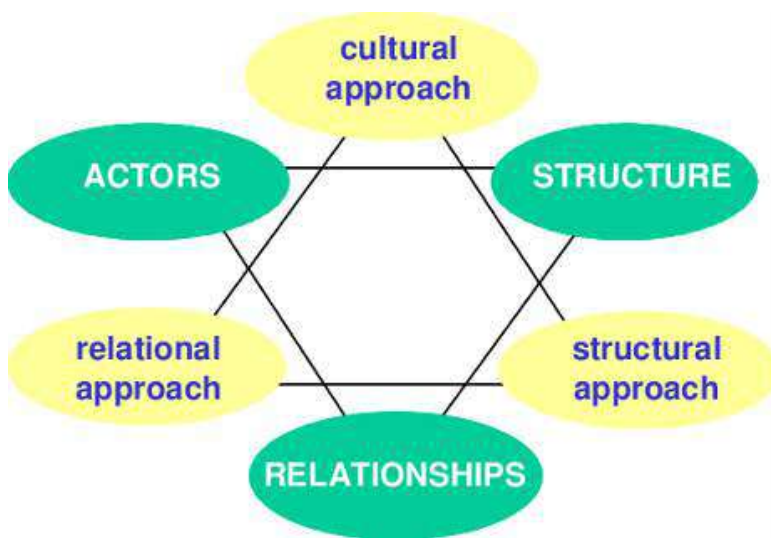 cultural
approach
ACTORS
STRUCTURE
relational
approach
structural
approach
RELATIONSHIPS